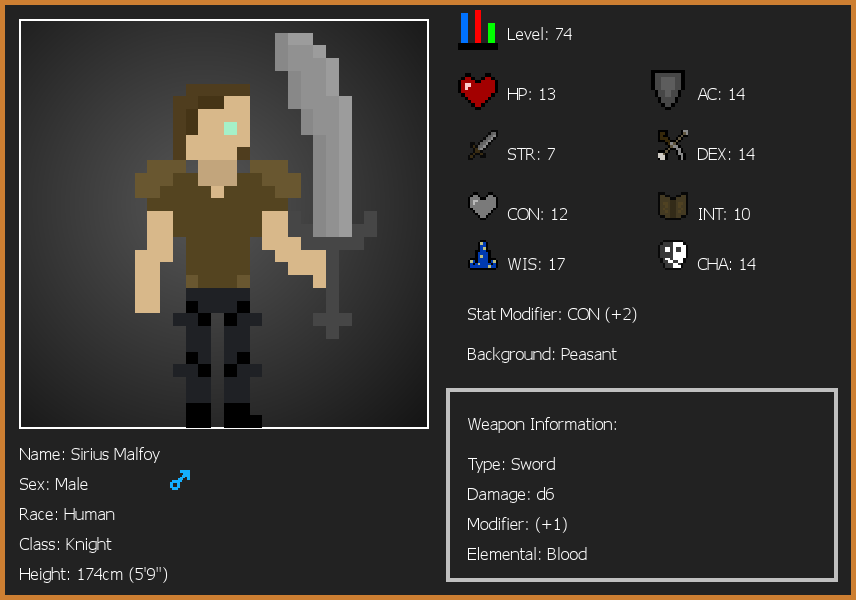 Level: 74
HP: 13
AC: 14
STR: 7
DEX: 14
CON: 12
INT: 10
WIS: 17
CHA: 14
Stat Modifier: CON (+2)
Background: Peasant
Weapon Information:
Type: Sword
Damage: d6
Modifier: (+1)
Elemental: Blood
Name: Sirius Malfoy
Sex: Male
Race: Human
Class: Knight
Height: 174cm (5'9")